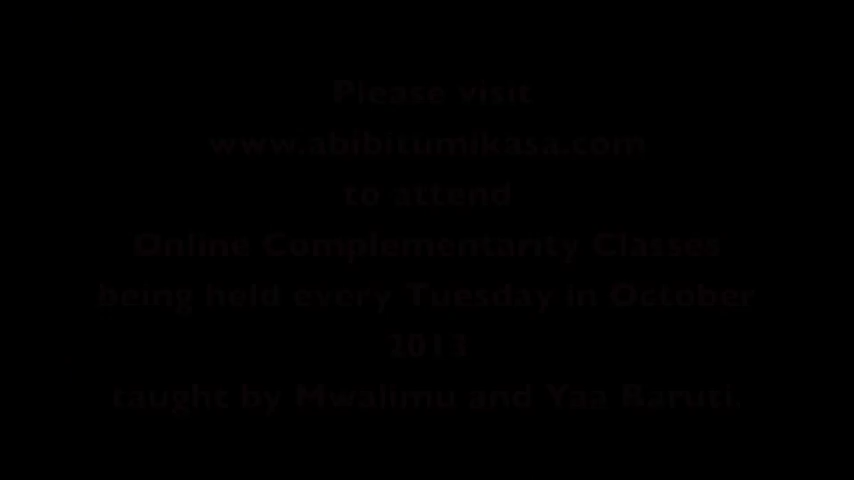 Please visit
www.abibitumikasa.com
to attend
Online Complementarity Classes
being held every Tuesday in October
taught by Mwalimu and Yaa Baruti.